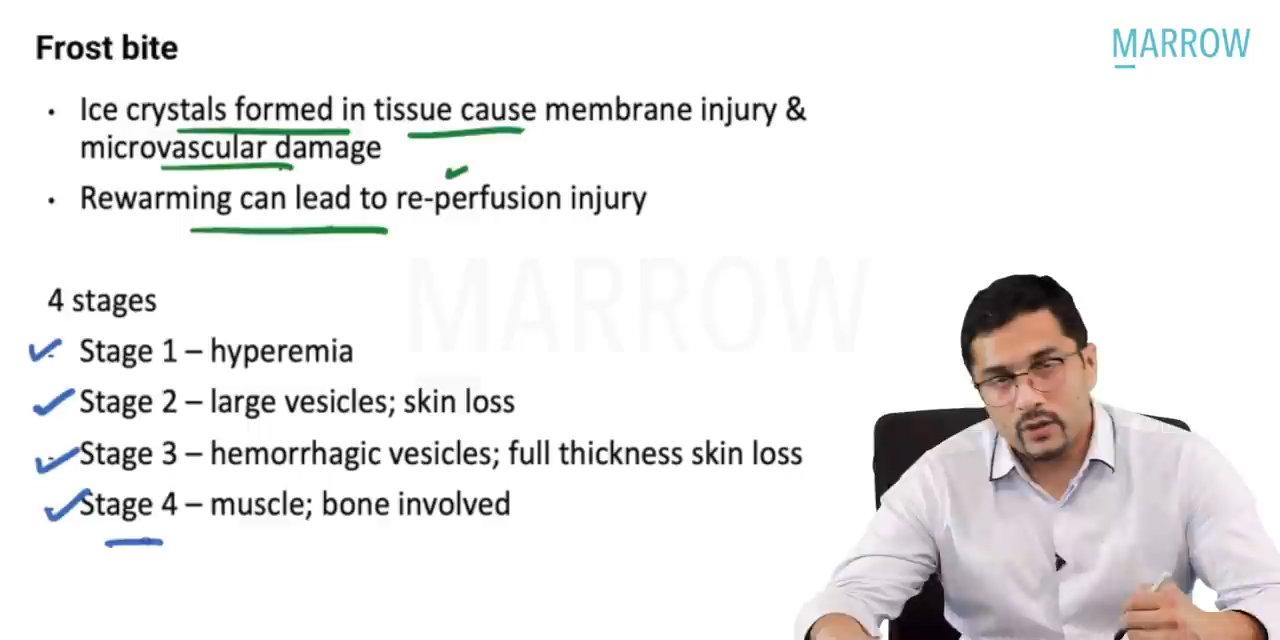 Frost bite
MARROW
• Ice crystals formed in tissue cause membrane injury &
microvascular damage
• Rewarming can lead to re-perfusion injury
MARROW
4 stages
Stage 1 – hyperemia
Stage 2 – large vesicles; skin loss
Stage 3 – hemorrhagic vesicles; full thickness skin loss
Stage 4 – muscle; bone involved